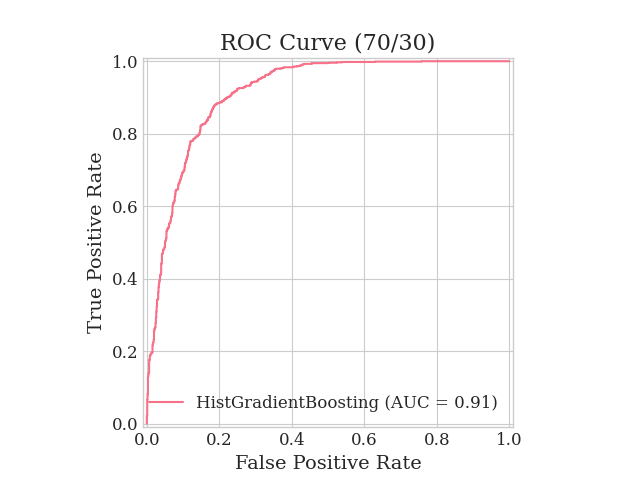 ROC Curve (70/30)
True Positive Rate
1.0
0.8
0.6
0.4
0.2
0.0
HistGradientBoosting (AUC = 0.91)
0.0 0.2 0.4 0.6 0.8 1.0
False Positive Rate